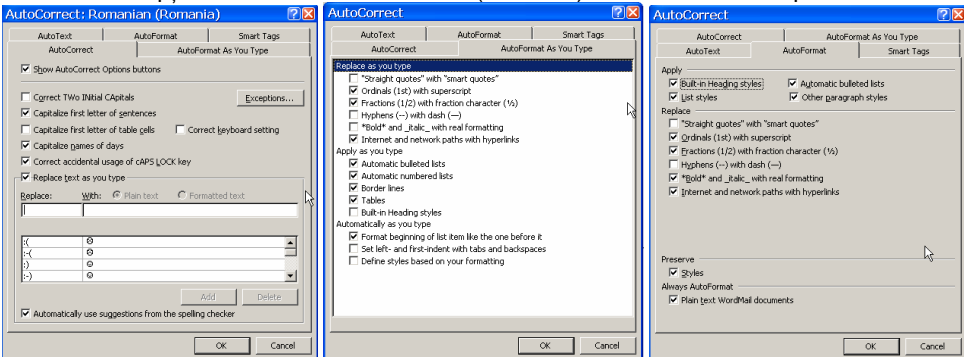 AutoCorrect: Romanian (Romania)
AutoText AutoFormat Smart Tags
AutoCorrect AutoFormat As You Type
Show AutoCorrect Options buttons
Correct TWo INitial CApitals Exceptions...
Capitalize first letter of sentences
Capitalize first letter of table cells Correct keyboard setting
Capitalize names of days
Correct accidental usage of cAPS LOCK key
Replace text as you type
Replace: With: Plain text Formatted text
:( ☹
:-( ☹
:) ☺
:-) ☺
Add Delete
Automatically use suggestions from the spelling checker
OK Cancel
AutoCorrect
AutoText AutoFormat Smart Tags
AutoCorrect AutoFormat As You Type
Replace as you type
"Straight quotes" with “smart quotes”
Ordinals (1st) with superscript
Fractions (1/2) with fraction character (½)
Hyphens (--) with dash (—)
*Bold* and _italic_ with real formatting
Internet and network paths with hyperlinks
Apply as you type
Automatic bulleted lists
Automatic numbered lists
Border lines
Tables
Built-in Heading styles
Automatically as you type
Format beginning of list item like the one before it
Set left- and first-indent with tabs and backspaces
Define styles based on your formatting
OK Cancel
AutoCorrect
AutoCorrect AutoFormat As You Type
AutoText AutoFormat Smart Tags
Apply
Built-in Heading styles Automatic bulleted lists
List styles Other paragraph styles
Replace
"Straight quotes" with “smart quotes”
Ordinals (1st) with superscript
Fractions (1/2) with fraction character (½)
Hyphens (--) with dash (—)
*Bold* and _italic_ with real formatting
Internet and network paths with hyperlinks
Preserve
Styles
Always AutoFormat
Plain text WordMail documents
OK Cancel